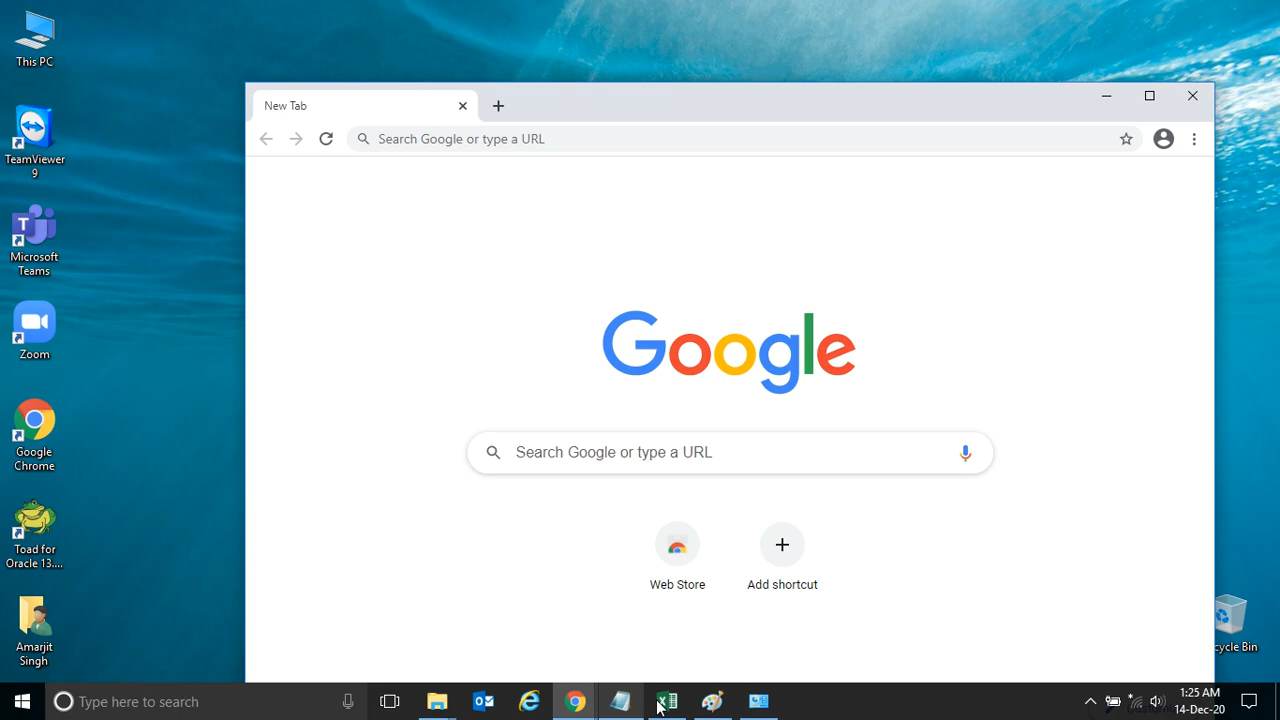 This PC
TeamViewer
9
Microsoft
Teams
Zoom
Google
Chrome
Toad for
Oracle 13....
Amarjit
Singh
New Tab
Search Google or type a URL
Google
Search Google or type a URL
Web Store
Add shortcut
cycle Bin
Type here to search
1:25 AM
14-Dec-20